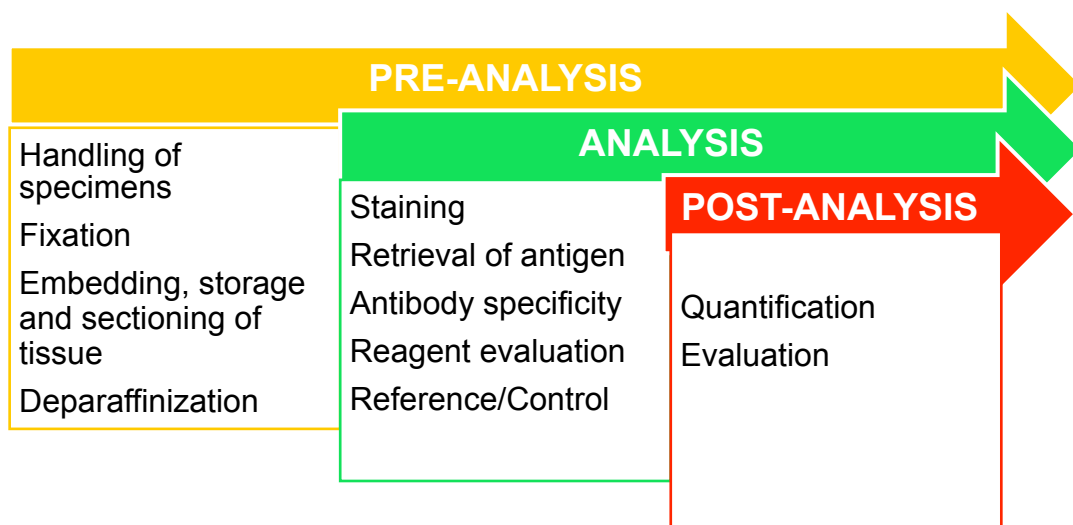 PRE-ANALYSIS
Handling of
specimens
Fixation
Embedding, storage
and sectioning of
tissue
Deparaffinization
ANALYSIS
Staining
Retrieval of antigen
Antibody specificity
Reagent evaluation
Reference/Control
POST-ANALYSIS
Quantification
Evaluation